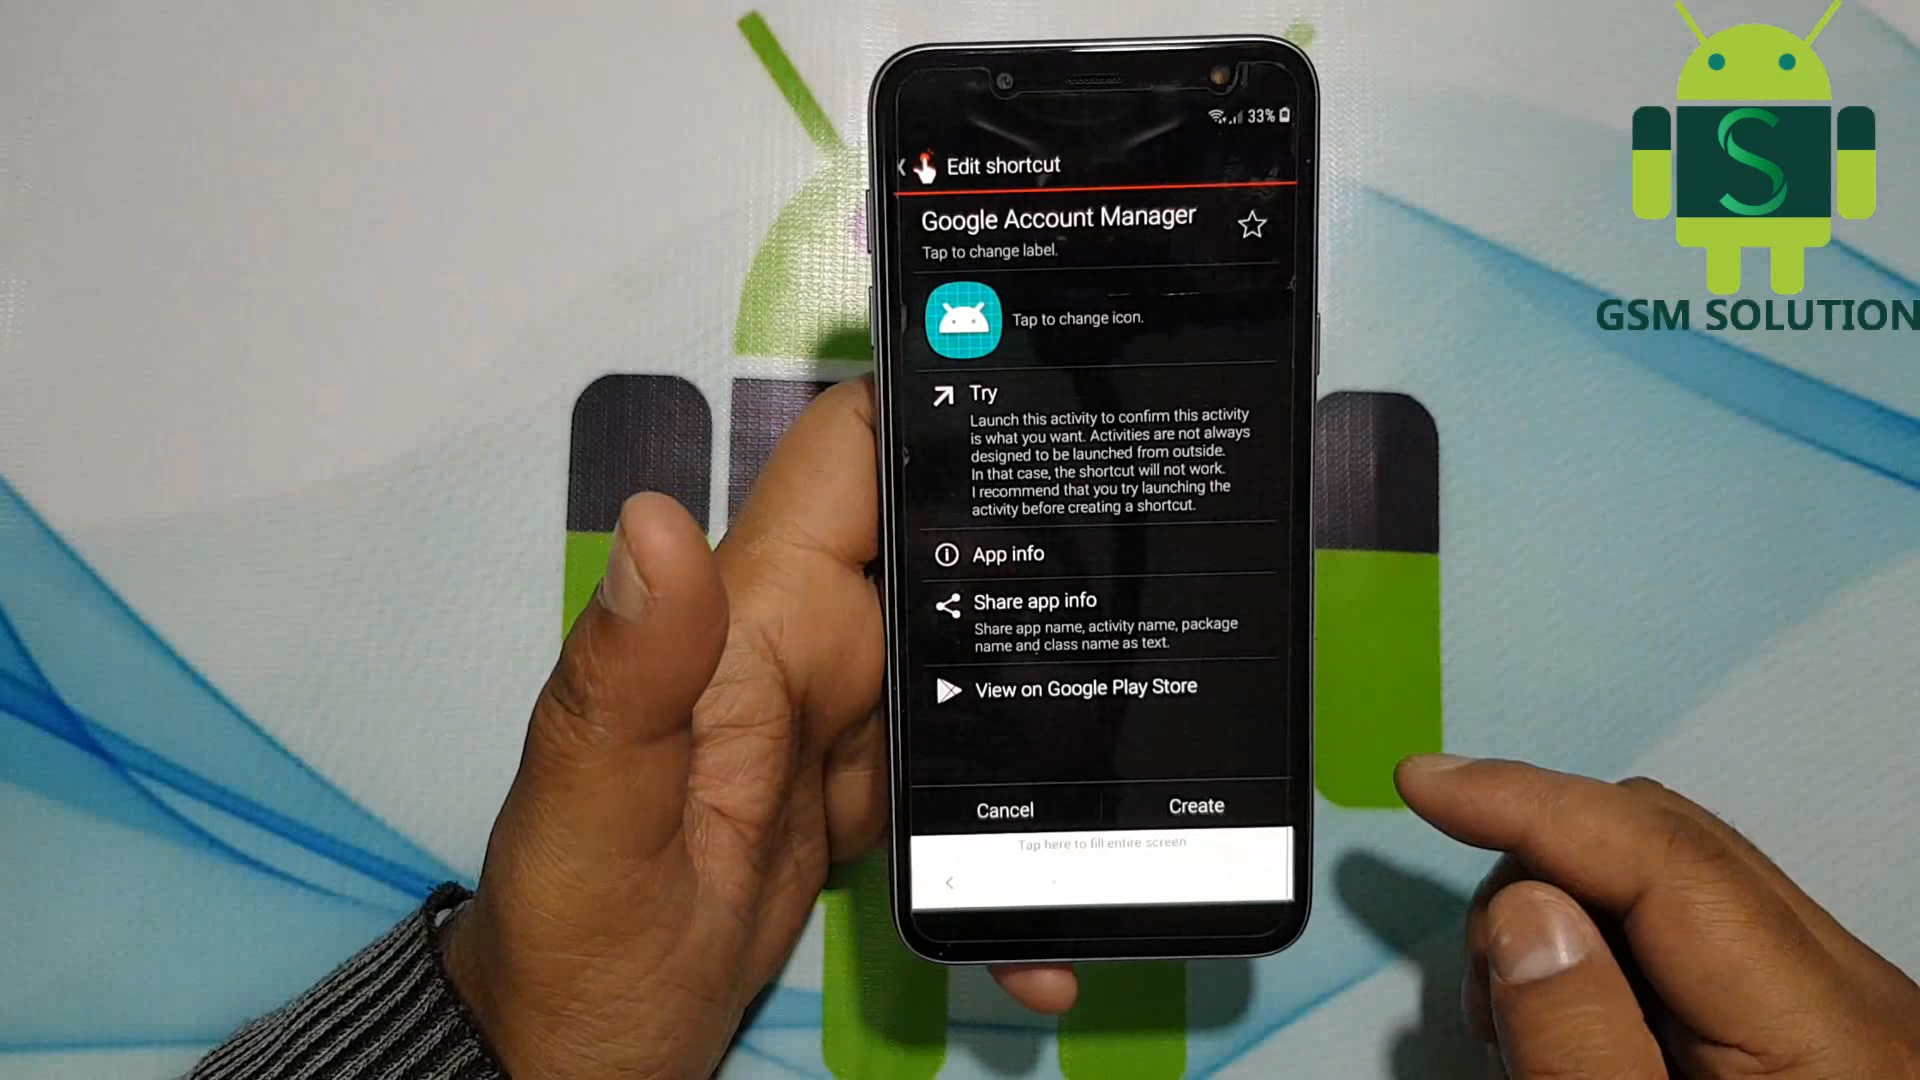 33%
Edit shortcut
Google Account Manager
Tap to change label.
Tap to change icon.
Try
Launch this activity to confirm this activity
is what you want. Activities are not always
designed to be launched from outside.
In that case, the shortcut will not work.
I recommend that you try launching the
activity before creating a shortcut.
App info
Share app info
Share app name, activity name, package
name and class name as text.
View on Google Play Store
Cancel
Create
Tap here to fill entire screen
S
GSM SOLUTION